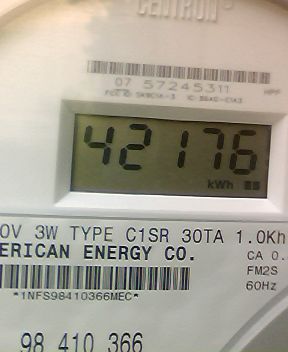 CENTRON
07 57245311
42176
kWh
0V 3W TYPE C1SR 30TA 1.0Kh
ERICAN ENERGY CO.
CA 0.
FM2S
60Hz
*1NFS98410366MEC*
98 410 366